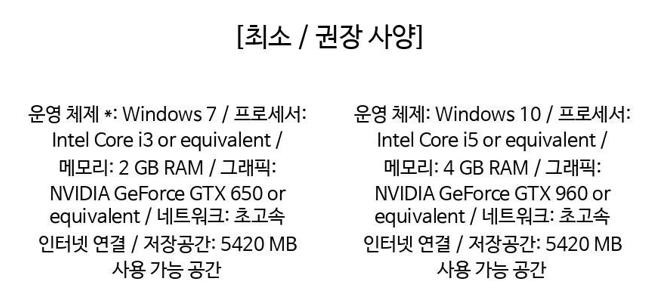 [최소 / 권장 사양]
운영 체제 *: Windows 7 / 프로세서:
Intel Core i3 or equivalent /
메모리: 2 GB RAM / 그래픽:
NVIDIA GeForce GTX 650 or
equivalent / 네트워크: 초고속
인터넷 연결 / 저장공간: 5420 MB
사용 가능 공간
운영 체제: Windows 10 / 프로세서:
Intel Core i5 or equivalent /
메모리: 4 GB RAM / 그래픽:
NVIDIA GeForce GTX 960 or
equivalent / 네트워크: 초고속
인터넷 연결 / 저장공간: 5420 MB
사용 가능 공간